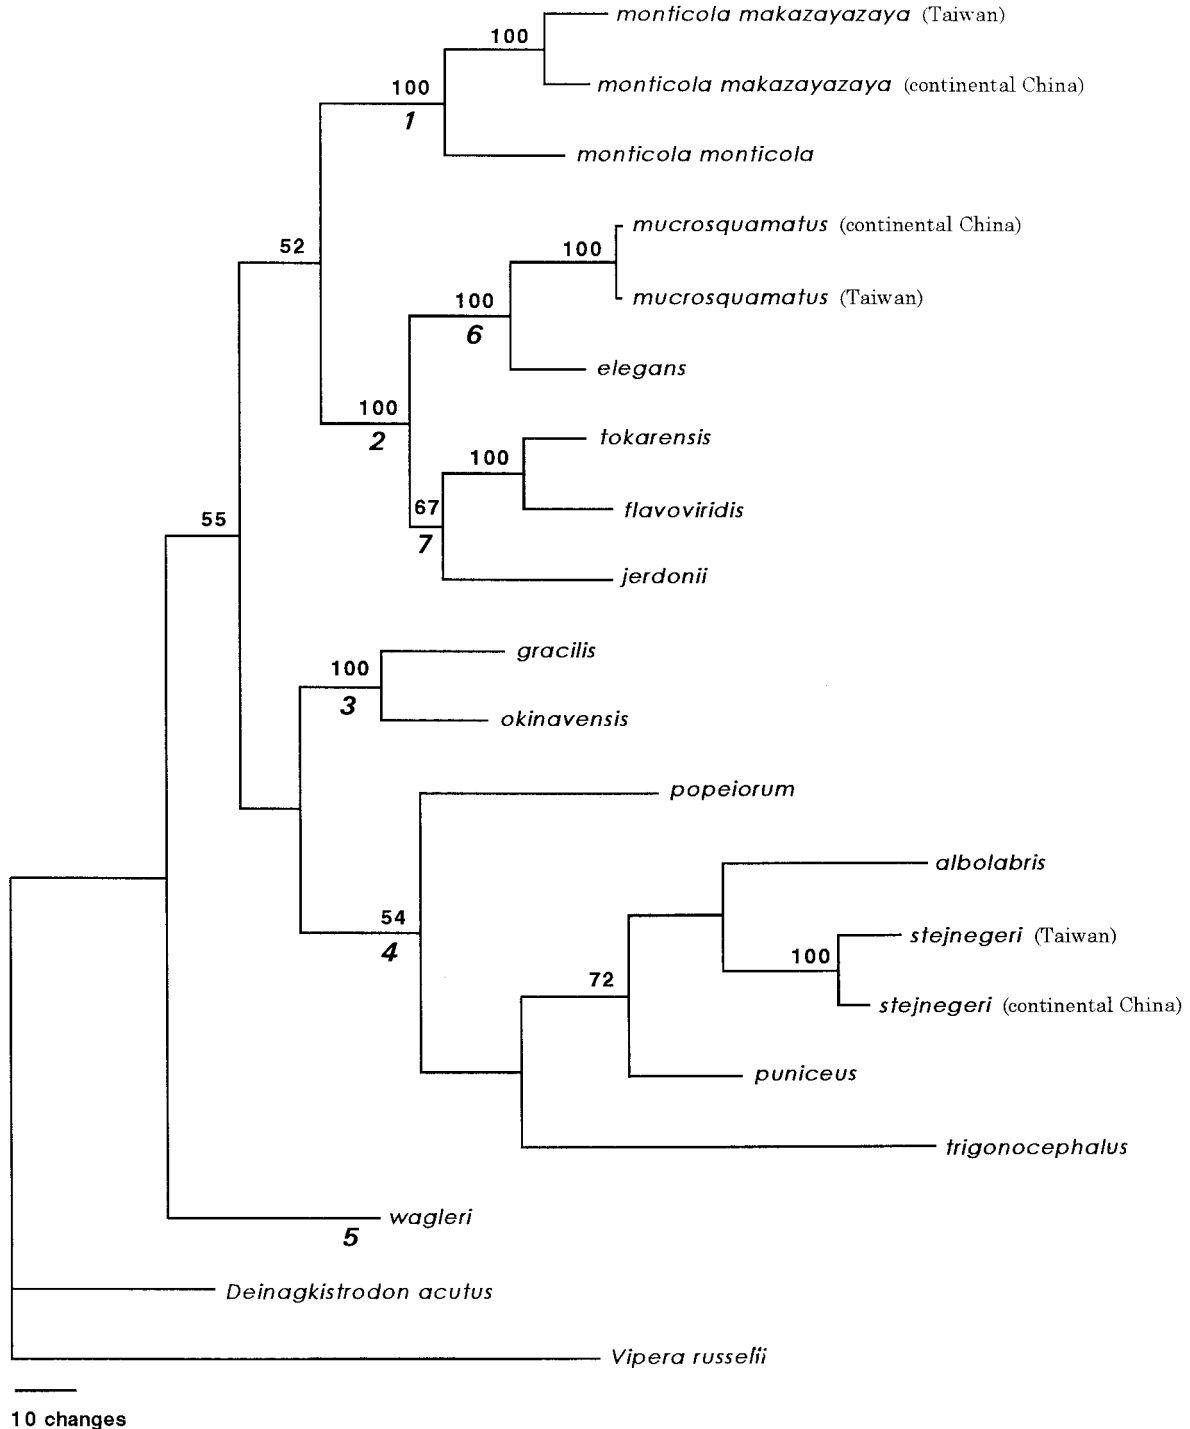 monticola makazayazaya (Taiwan)
100
monticola makazayazaya (continental China)
100
1
monticola monticola
mucrosquamatus (continental China)
52
100
mucrosquamatus (Taiwan)
100
6
elegans
100
2
tokarensis
100
67
flavoviridis
7
jerdonii
55
gracilis
100
3
okinavensis
popeiorum
albolabris
54
4
stejnegeri (Taiwan)
100
72
stejnegeri (continental China)
puniceus
trigonocephalus
wagleri
5
Deinagkistrodon acutus
Vipera russelii
10 changes